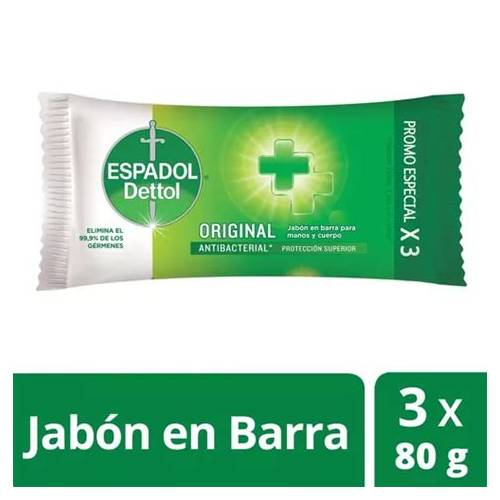 ESPADOL
Dettol
ELIMINA EL
99,9% DE LOS
GÉRMENES
ORIGINAL
ANTIBACTERIAL*
Jabón en barra para
manos y cuerpo
PROTECCIÓN SUPERIOR
PROMO ESPECIAL X 3
Jabón en Barra
3 x
80 g